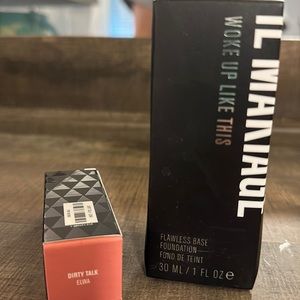 IL MAKIAGE
WOKE UP LIKE THIS
FLAWLESS BASE
FOUNDATION
FOND DE TEINT
30 ML / 1 FL OZ ℮
DIRTY TALK